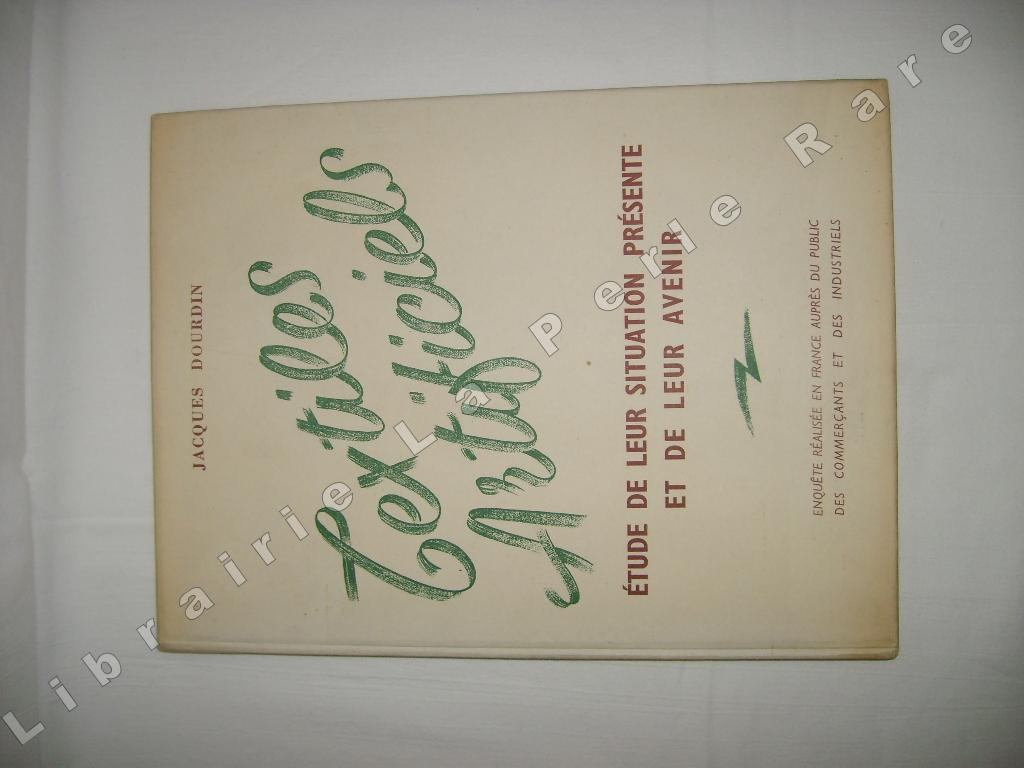 JACQUES DOURDIN
Textiles
Artificiels
ÉTUDE DE LEUR SITUATION PRÉSENTE
ET DE LEUR AVENIR
ENQUÊTE RÉALISÉE EN FRANCE AUPRÈS DU PUBLIC
DES COMMERÇANTS ET DES INDUSTRIELS
Librairie La Perie Rare